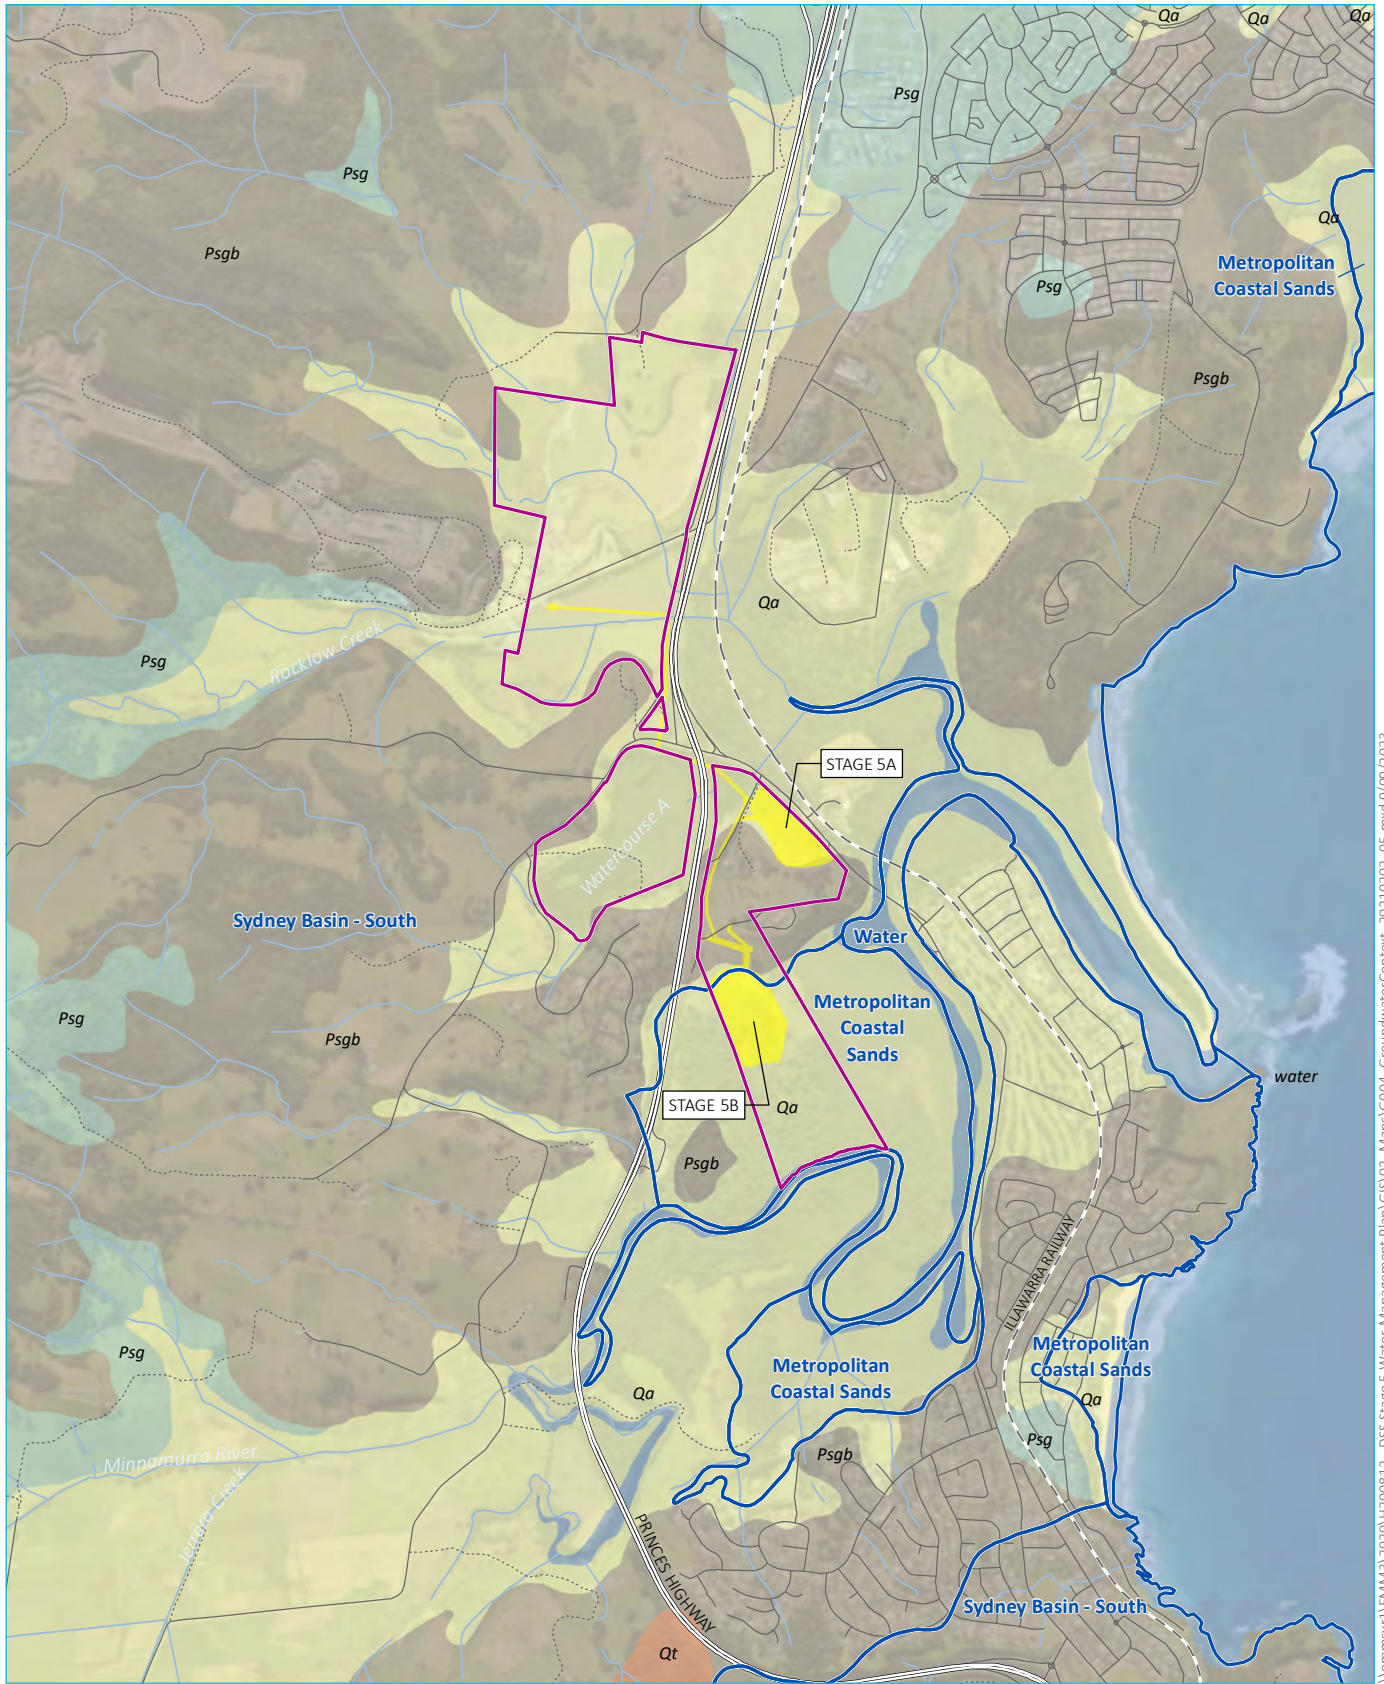 Qa
Qa
Qa
Psg
Psg
Qa
Psgb
Metropolitan
Coastal Sands
Psg
Psgb
Qa
Rocklow Creek
Psg
STAGE 5A
Watercourse A
Sydney Basin - South
Water
Metropolitan
Coastal
Sands
Psg
Psgb
water
STAGE 5B
Qa
Psgb
ILLAWARRA RAILWAY
Metropolitan
Coastal Sands
Psg
Metropolitan
Coastal Sands
Qa
Qa
Psg
Psgb
Minnamurra River
Jerrara Creek
PRINCES HIGHWAY
Sydney Basin - South
Qt